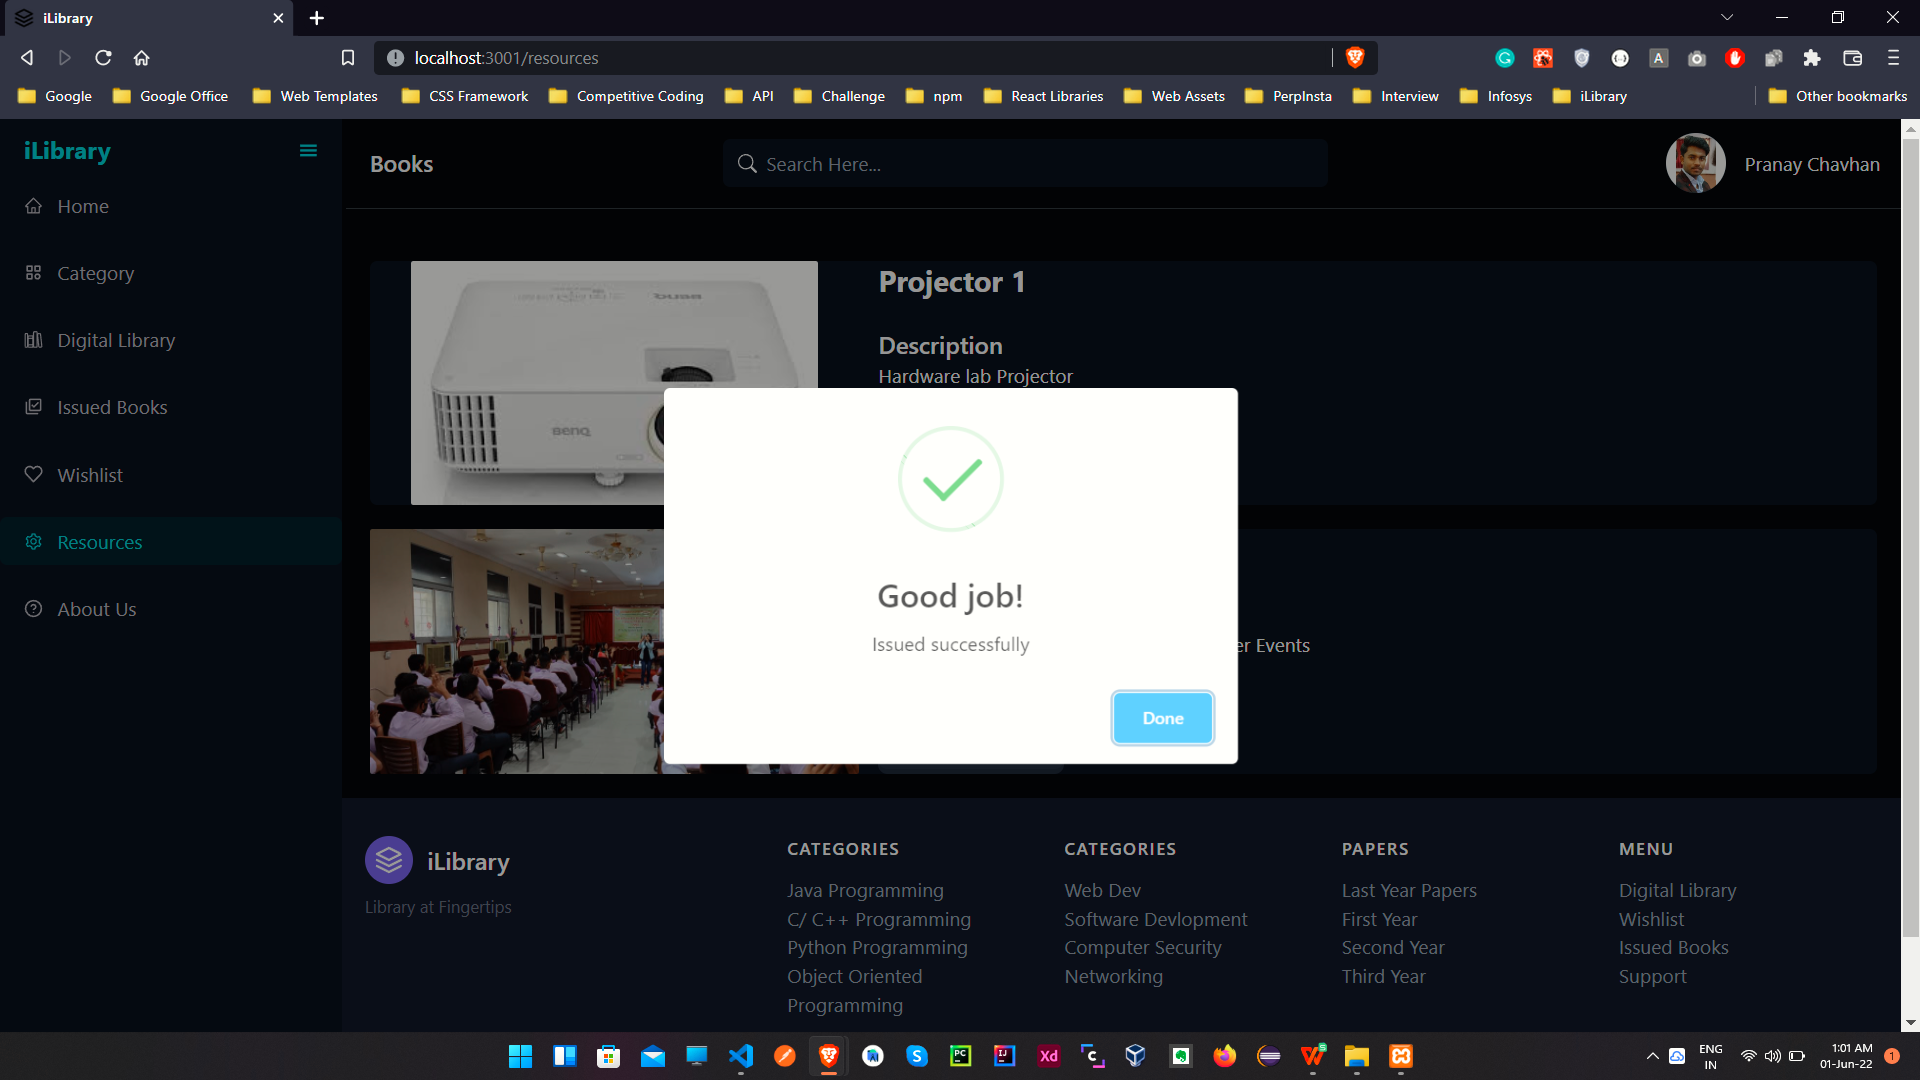 iLibrary
localhost:3001/resources
Google
Google Office
Web Templates
CSS Framework
Competitive Coding
API
Challenge
npm
React Libraries
Web Assets
PerpInsta
Interview
Infosys
iLibrary
Other bookmarks
iLibrary
Home
Category
Digital Library
Issued Books
Wishlist
Resources
About Us
Books
Search Here...
Pranay Chavhan
BenQ
BenQ
Projector 1
Description
Hardware lab Projector
Good job!
Issued successfully
er Events
Done
iLibrary
Library at Fingertips
CATEGORIES
Java Programming
C/ C++ Programming
Python Programming
Object Oriented
Programming
CATEGORIES
Web Dev
Software Devlopment
Computer Security
Networking
PAPERS
Last Year Papers
First Year
Second Year
Third Year
MENU
Digital Library
Wishlist
Issued Books
Support
ENG
IN
1:01 AM
01-Jun-22
1